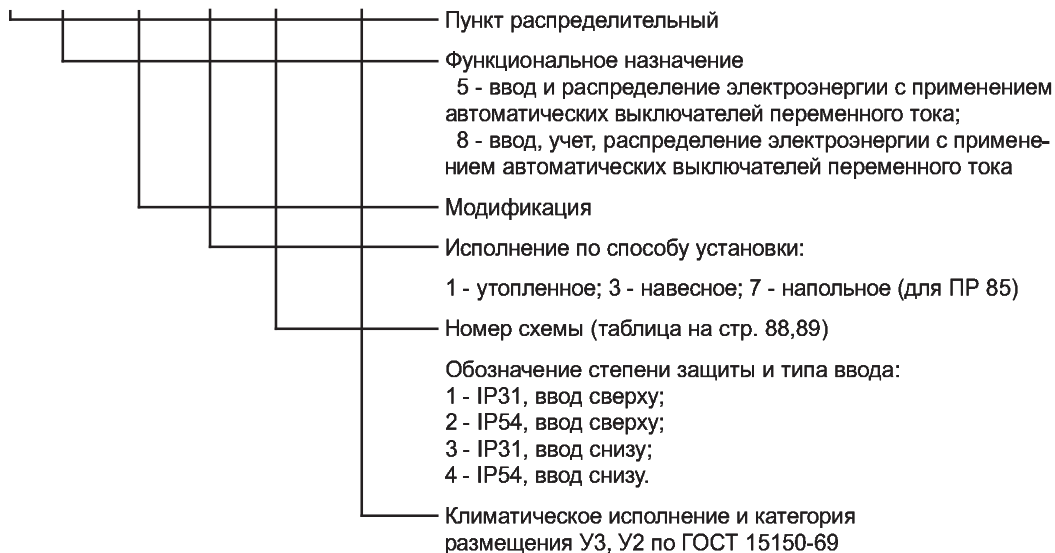 Пункт распределительный
Функциональное назначение
5 - ввод и распределение электроэнергии с применением
автоматических выключателей переменного тока;
8 - ввод, учет, распределение электроэнергии с примене-
нием автоматических выключателей переменного тока
Модификация
Исполнение по способу установки:
1 - утопленное; 3 - навесное; 7 - напольное (для ПР 85)
Номер схемы (таблица на стр. 88,89)
Обозначение степени защиты и типа ввода:
1 - IP31, ввод сверху;
2 - IP54, ввод сверху;
3 - IP31, ввод снизу;
4 - IP54, ввод снизу.
Климатическое исполнение и категория
размещения У3, У2 по ГОСТ 15150-69